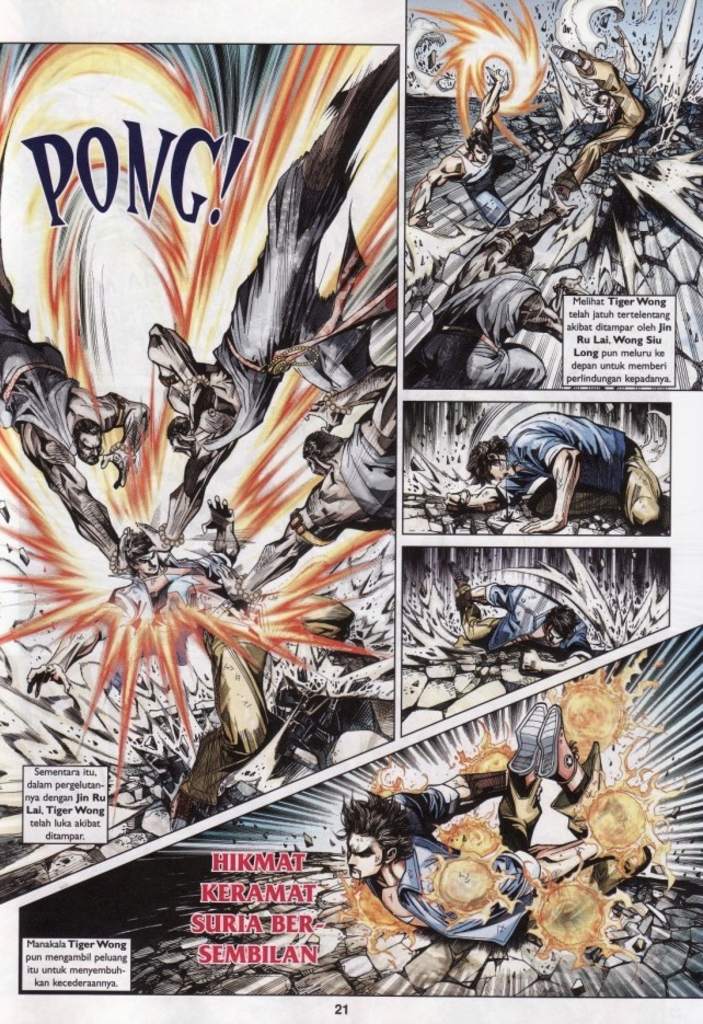 PONG!
Sementara itu,
dalam pergelutan-
nya dengan Jin Ru
Lai, Tiger Wong
telah luka akibat
ditampar.
Melihat Tiger Wong
telah jatuh tertelentang
akibat ditampar oleh Jin
Ru Lai, Wong Siu
Long pun meluru ke
depan untuk memberi
perlindungan kepadanya.
HIKMAT
KERAMAT
SURIA BER-
SEMBILAN
Manakala Tiger Wong
pun mengambil peluang
itu untuk menyembuh-
kan kecederaannya.
21